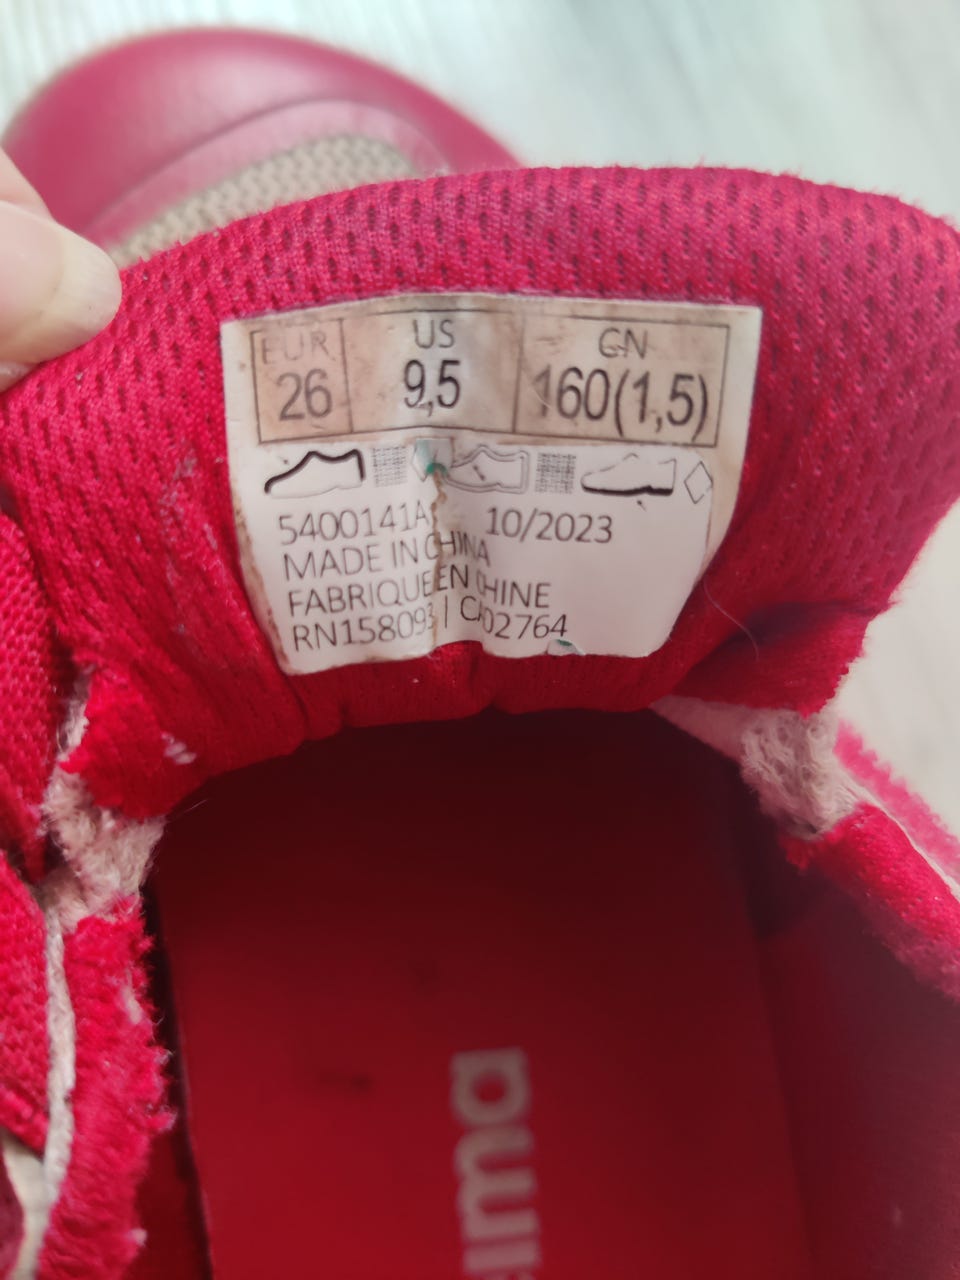 EUR US CN
26 9,5 160(1,5)
5400141A 10/2023
MADE IN CHINA
FABRIQUE EN CHINE
RN158093 | CA02764
ima